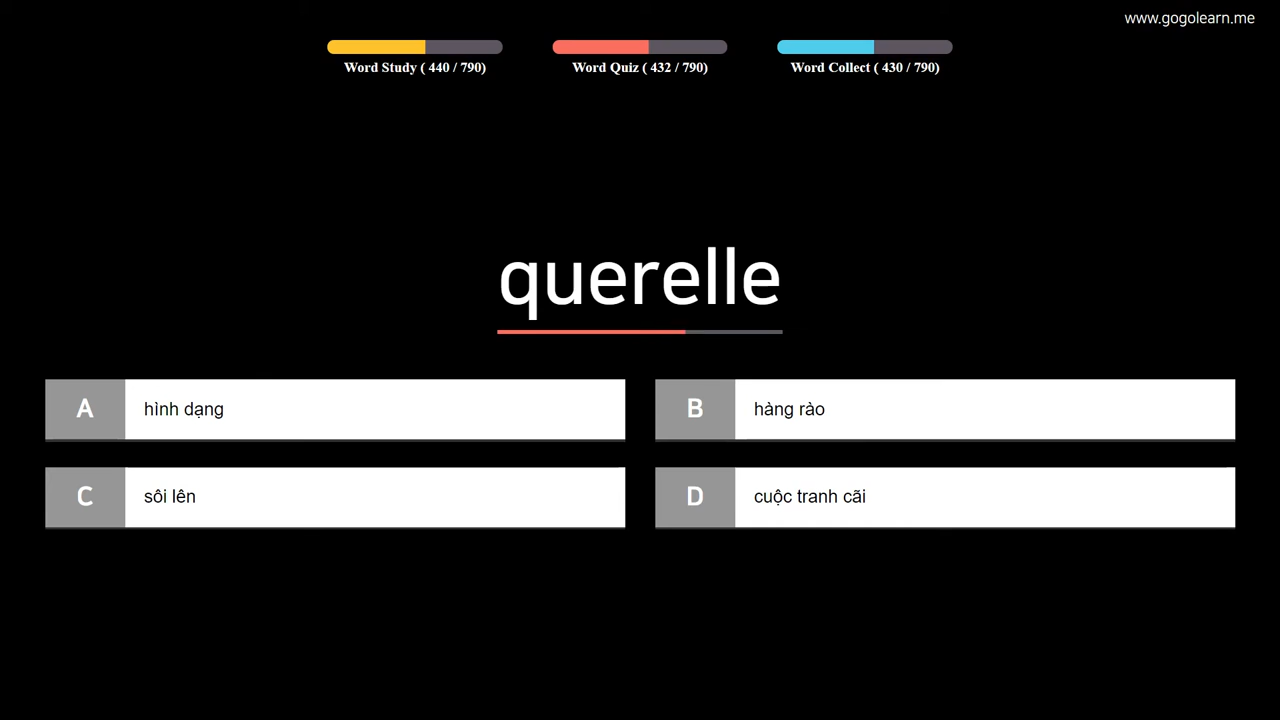 www.gogolearn.me
Word Study ( 440 / 790)
Word Quiz ( 432 / 790)
Word Collect ( 430 / 790)
querelle
A hình dạng
B hàng rào
C sôi lên
D cuộc tranh cãi